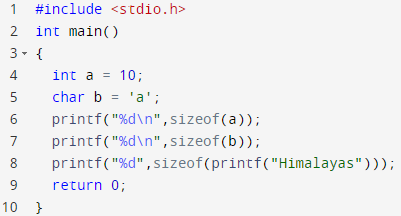 1 #include <stdio.h>
2 int main()
3 {
4 int a = 10;
5 char b = 'a';
6 printf("%d\n",sizeof(a));
7 printf("%d\n",sizeof(b));
8 printf("%d",sizeof(printf("Himalayas")));
9 return 0;
10 }